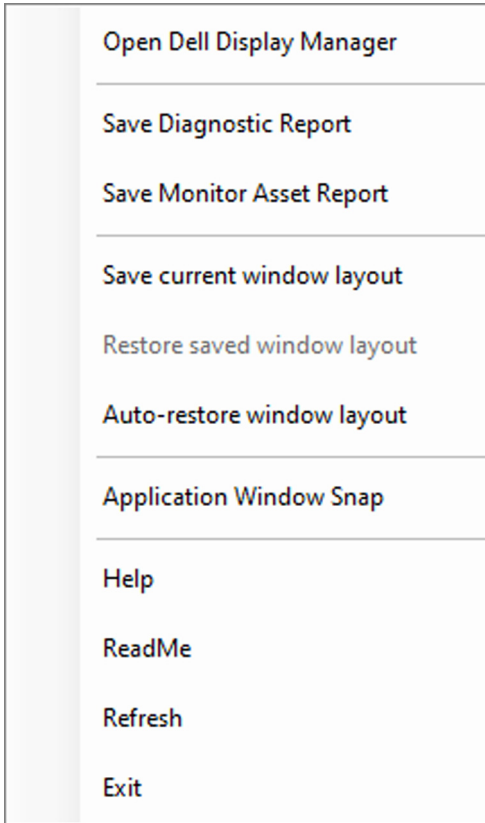 Open Dell Display Manager
Save Diagnostic Report
Save Monitor Asset Report
Save current window layout
Restore saved window layout
Auto-restore window layout
Application Window Snap
Help
ReadMe
Refresh
Exit